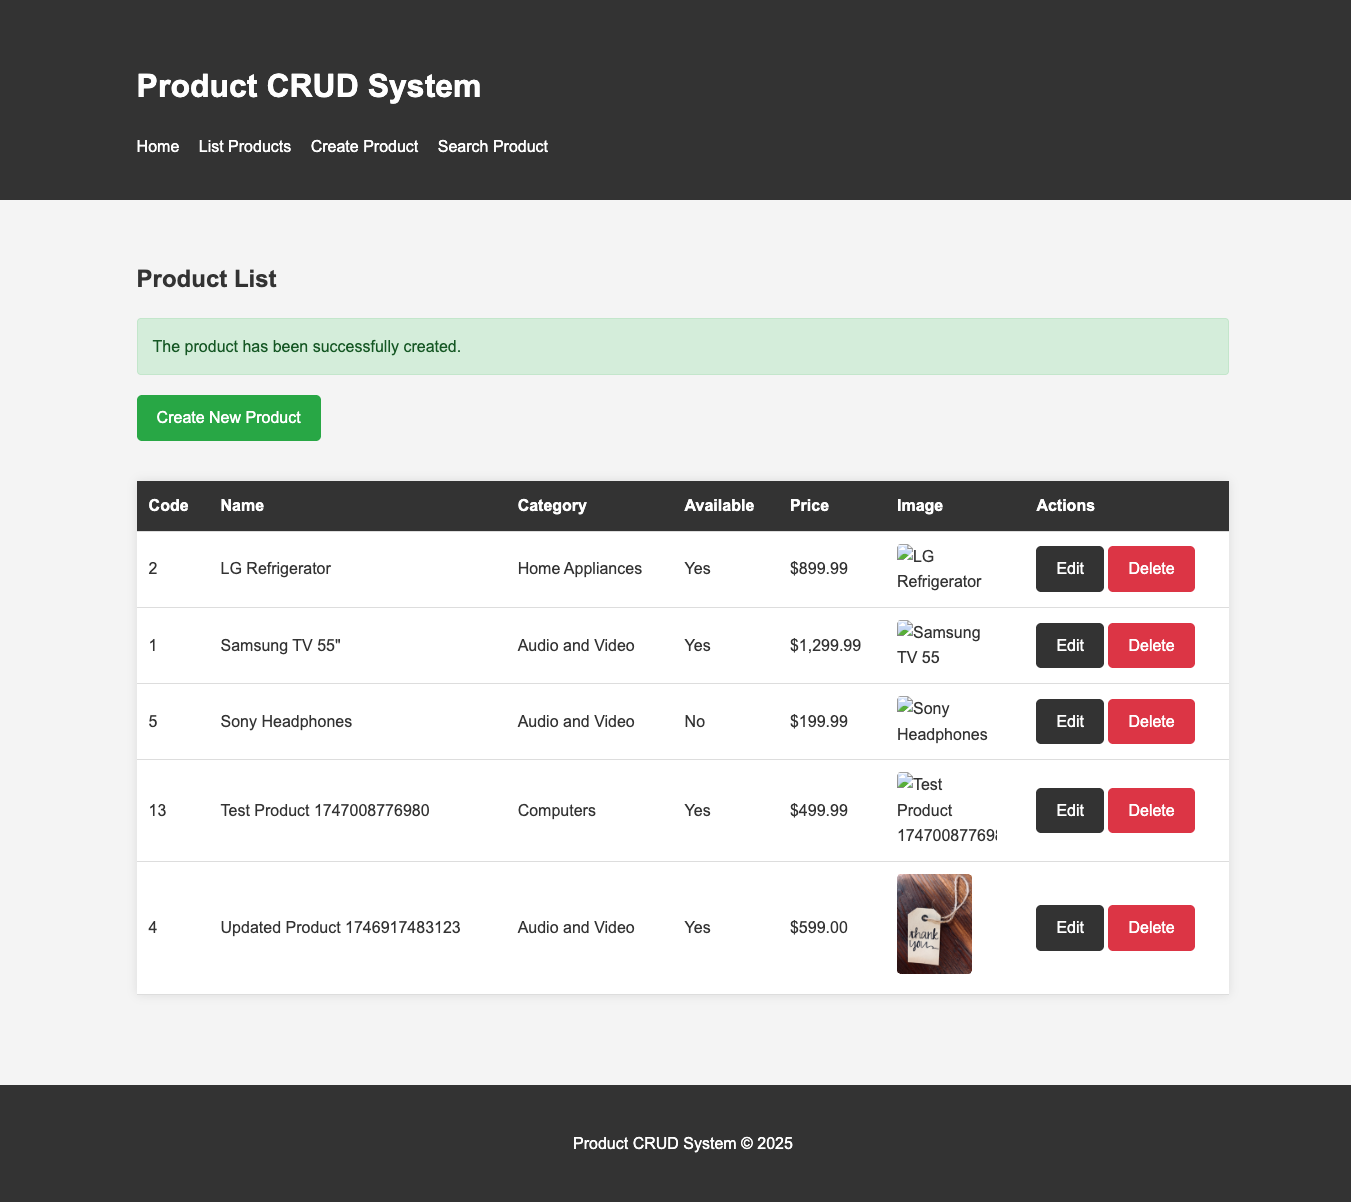 Product CRUD System
Home List Products Create Product Search Product
Product List
The product has been successfully created.
Create New Product
Code Name Category Available Price Image Actions
2 LG Refrigerator Home Appliances Yes $899.99 LG Refrigerator Edit Delete
1 Samsung TV 55" Audio and Video Yes $1,299.99 Samsung TV 55 Edit Delete
5 Sony Headphones Audio and Video No $199.99 Sony Headphones Edit Delete
13 Test Product 1747008776980 Computers Yes $499.99 Test Product Edit Delete
4 Updated Product 1746917483123 Audio and Video Yes $599.00 thank you Edit Delete
Product CRUD System © 2025